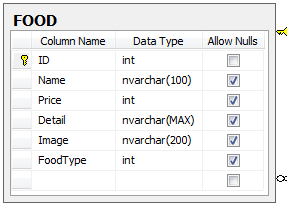 FOOD
Column Name Data Type Allow Nulls
ID int
Name nvarchar(100)
Price int
Detail nvarchar(MAX)
Image nvarchar(200)
FoodType int